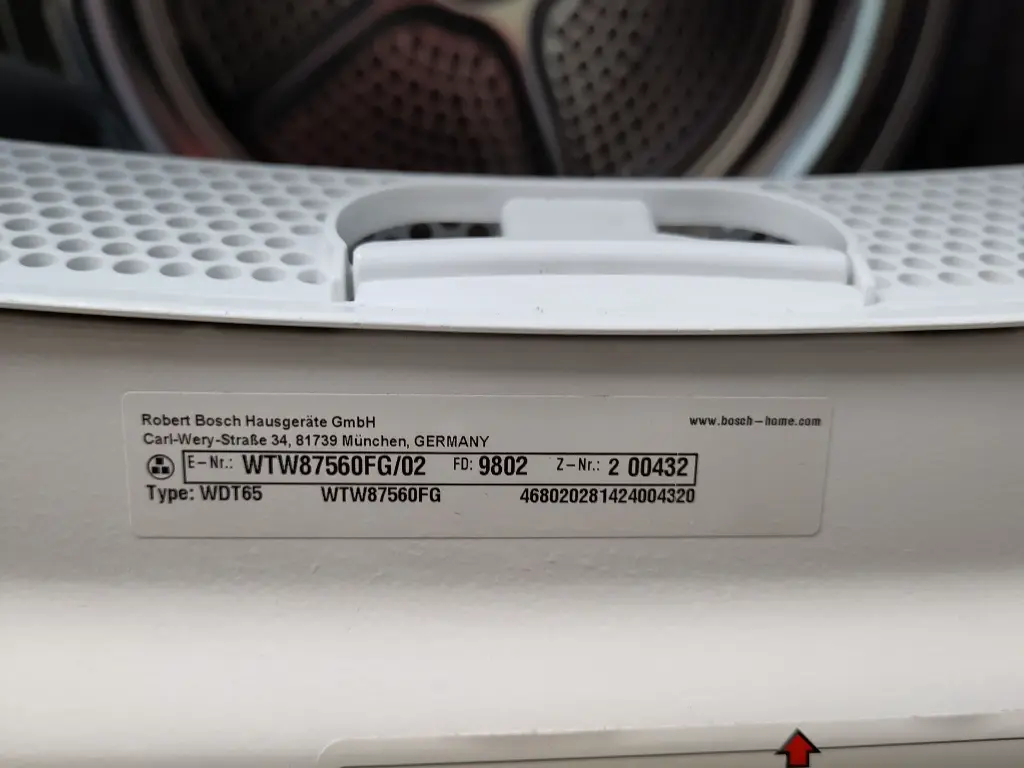 Robert Bosch Hausgeräte GmbH www.bosch-home.com
Carl-Wery-Straße 34, 81739 München, GERMANY
E-Nr.: WTW87560FG/02 FD: 9802 Z-Nr.: 2 00432
Type: WDT65 WTW87560FG 468020281424004320